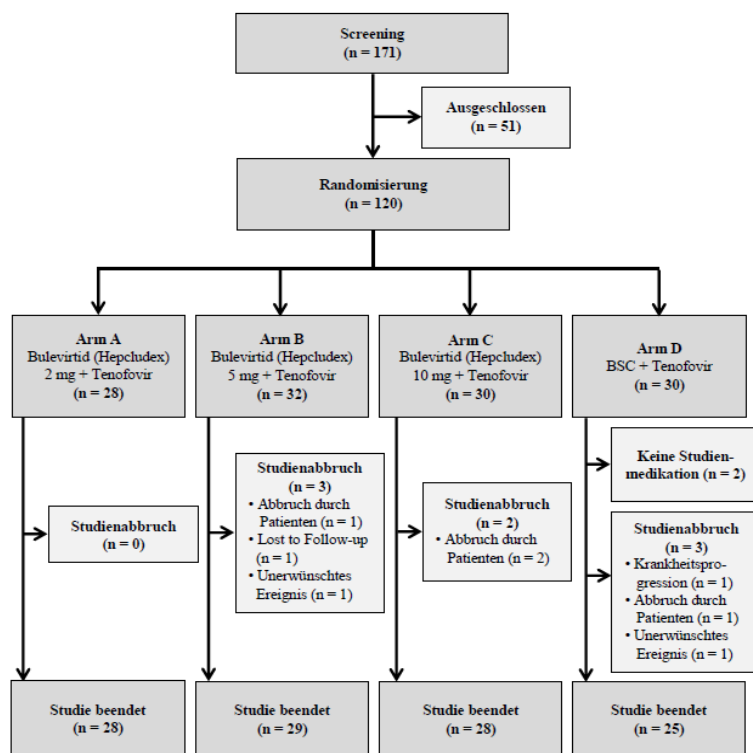 Screening
(n = 171)
Ausgeschlossen
(n = 51)
Randomisierung
(n = 120)
Arm A
Bulevirtid (Hepcludex)
2 mg + Tenofovir
(n = 28)
Arm B
Bulevirtid (Hepcludex)
5 mg + Tenofovir
(n = 32)
Arm C
Bulevirtid (Hepcludex)
10 mg + Tenofovir
(n = 30)
Arm D
BSC + Tenofovir
(n = 30)
Studienabbruch
(n = 0)
Studienabbruch
(n = 3)
• Abbruch durch
Patienten (n = 1)
• Lost to Follow-up
(n = 1)
• Unerwünschtes
Ereignis (n = 1)
Studienabbruch
(n = 2)
• Abbruch durch
Patienten (n = 2)
Keine Studien-
medikation (n = 2)
Studienabbruch
(n = 3)
• Krankheitspro-
gression (n = 1)
• Abbruch durch
Patienten (n = 1)
• Unerwünschtes
Ereignis (n = 1)
Studie beendet
(n = 28)
Studie beendet
(n = 29)
Studie beendet
(n = 28)
Studie beendet
(n = 25)